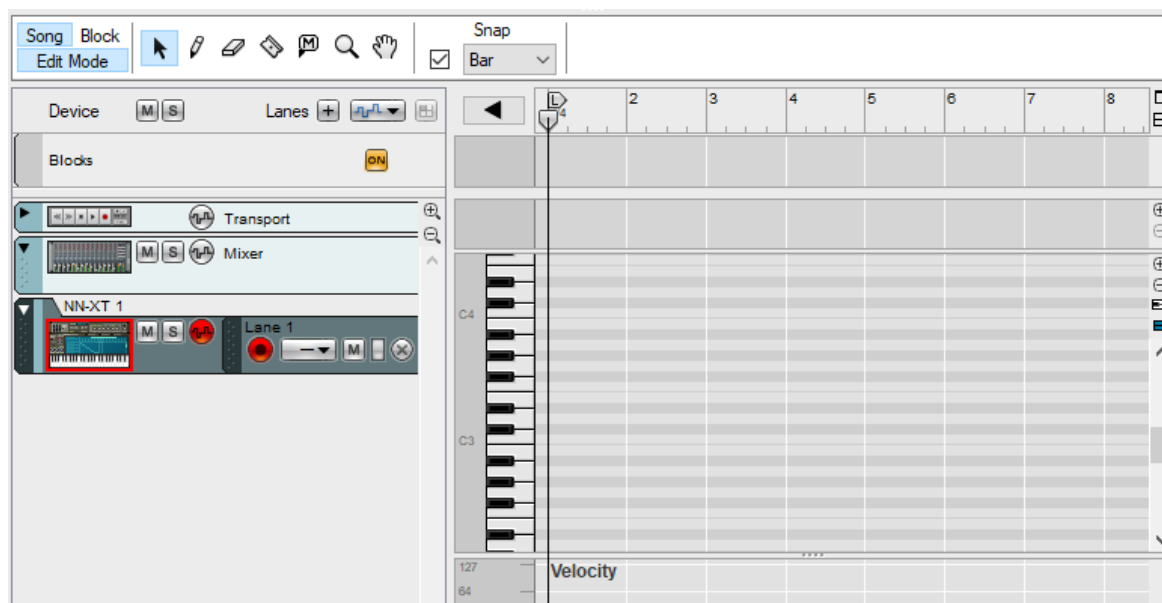 Song Block
Edit Mode
Snap
Bar
Device M S Lanes
L 2 3 4 5 6 7 8
4
Blocks ON
Transport
M S Mixer
NN-XT 1
M S Lane 1
M
C4
C3
127
Velocity
64